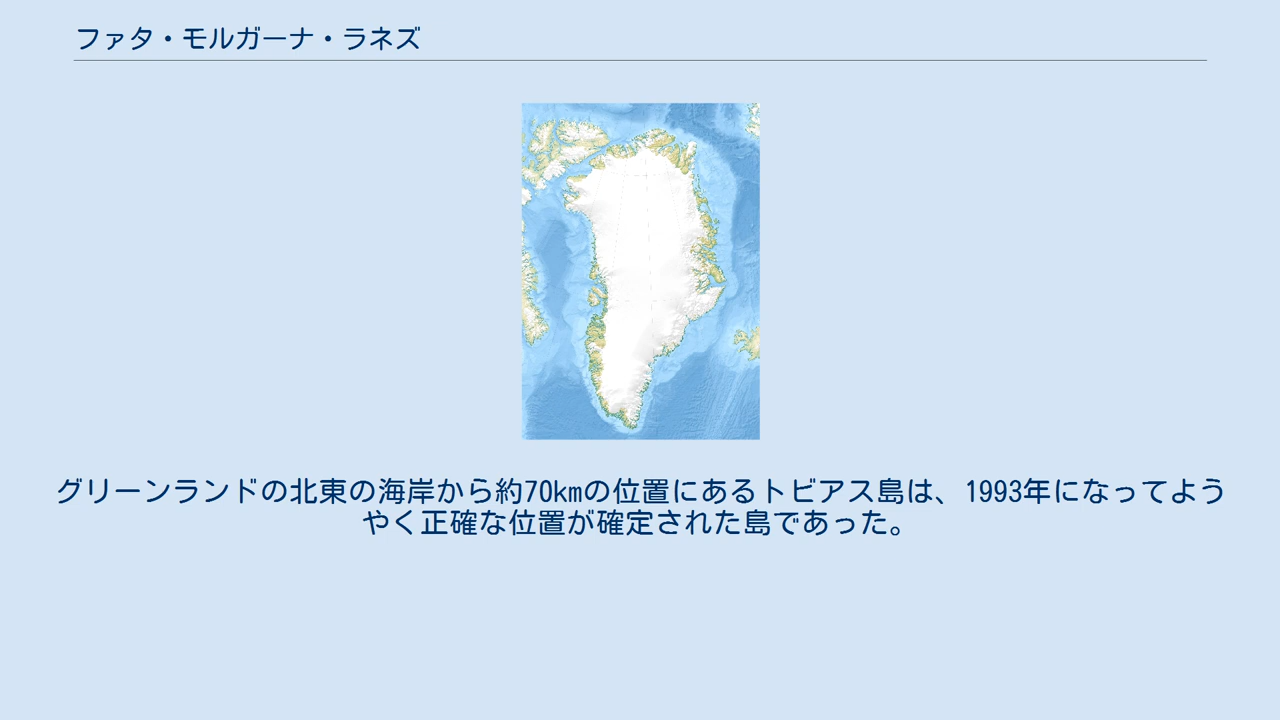 ファタ・モルガーナ・ラネズ
グリーンランドの北東の海岸から約70kmの位置にあるトビアス島は、1993年になってよう
やく正確な位置が確定された島であった。